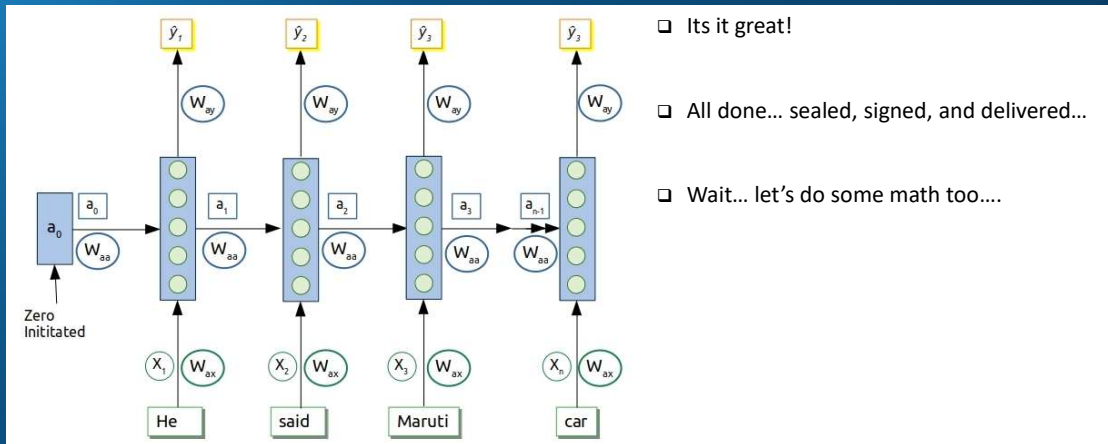 ŷ1 ŷ2 ŷ3 ŷ3
Way Way Way Way
a0 a0 a1 a2 a3 an-1
Waa Waa Waa Waa Waa
Zero
Inititated
X1 Wax X2 Wax X3 Wax Xn Wax
He said Maruti car
❑ Its it great!
❑ All done… sealed, signed, and delivered…
❑ Wait… let’s do some math too….